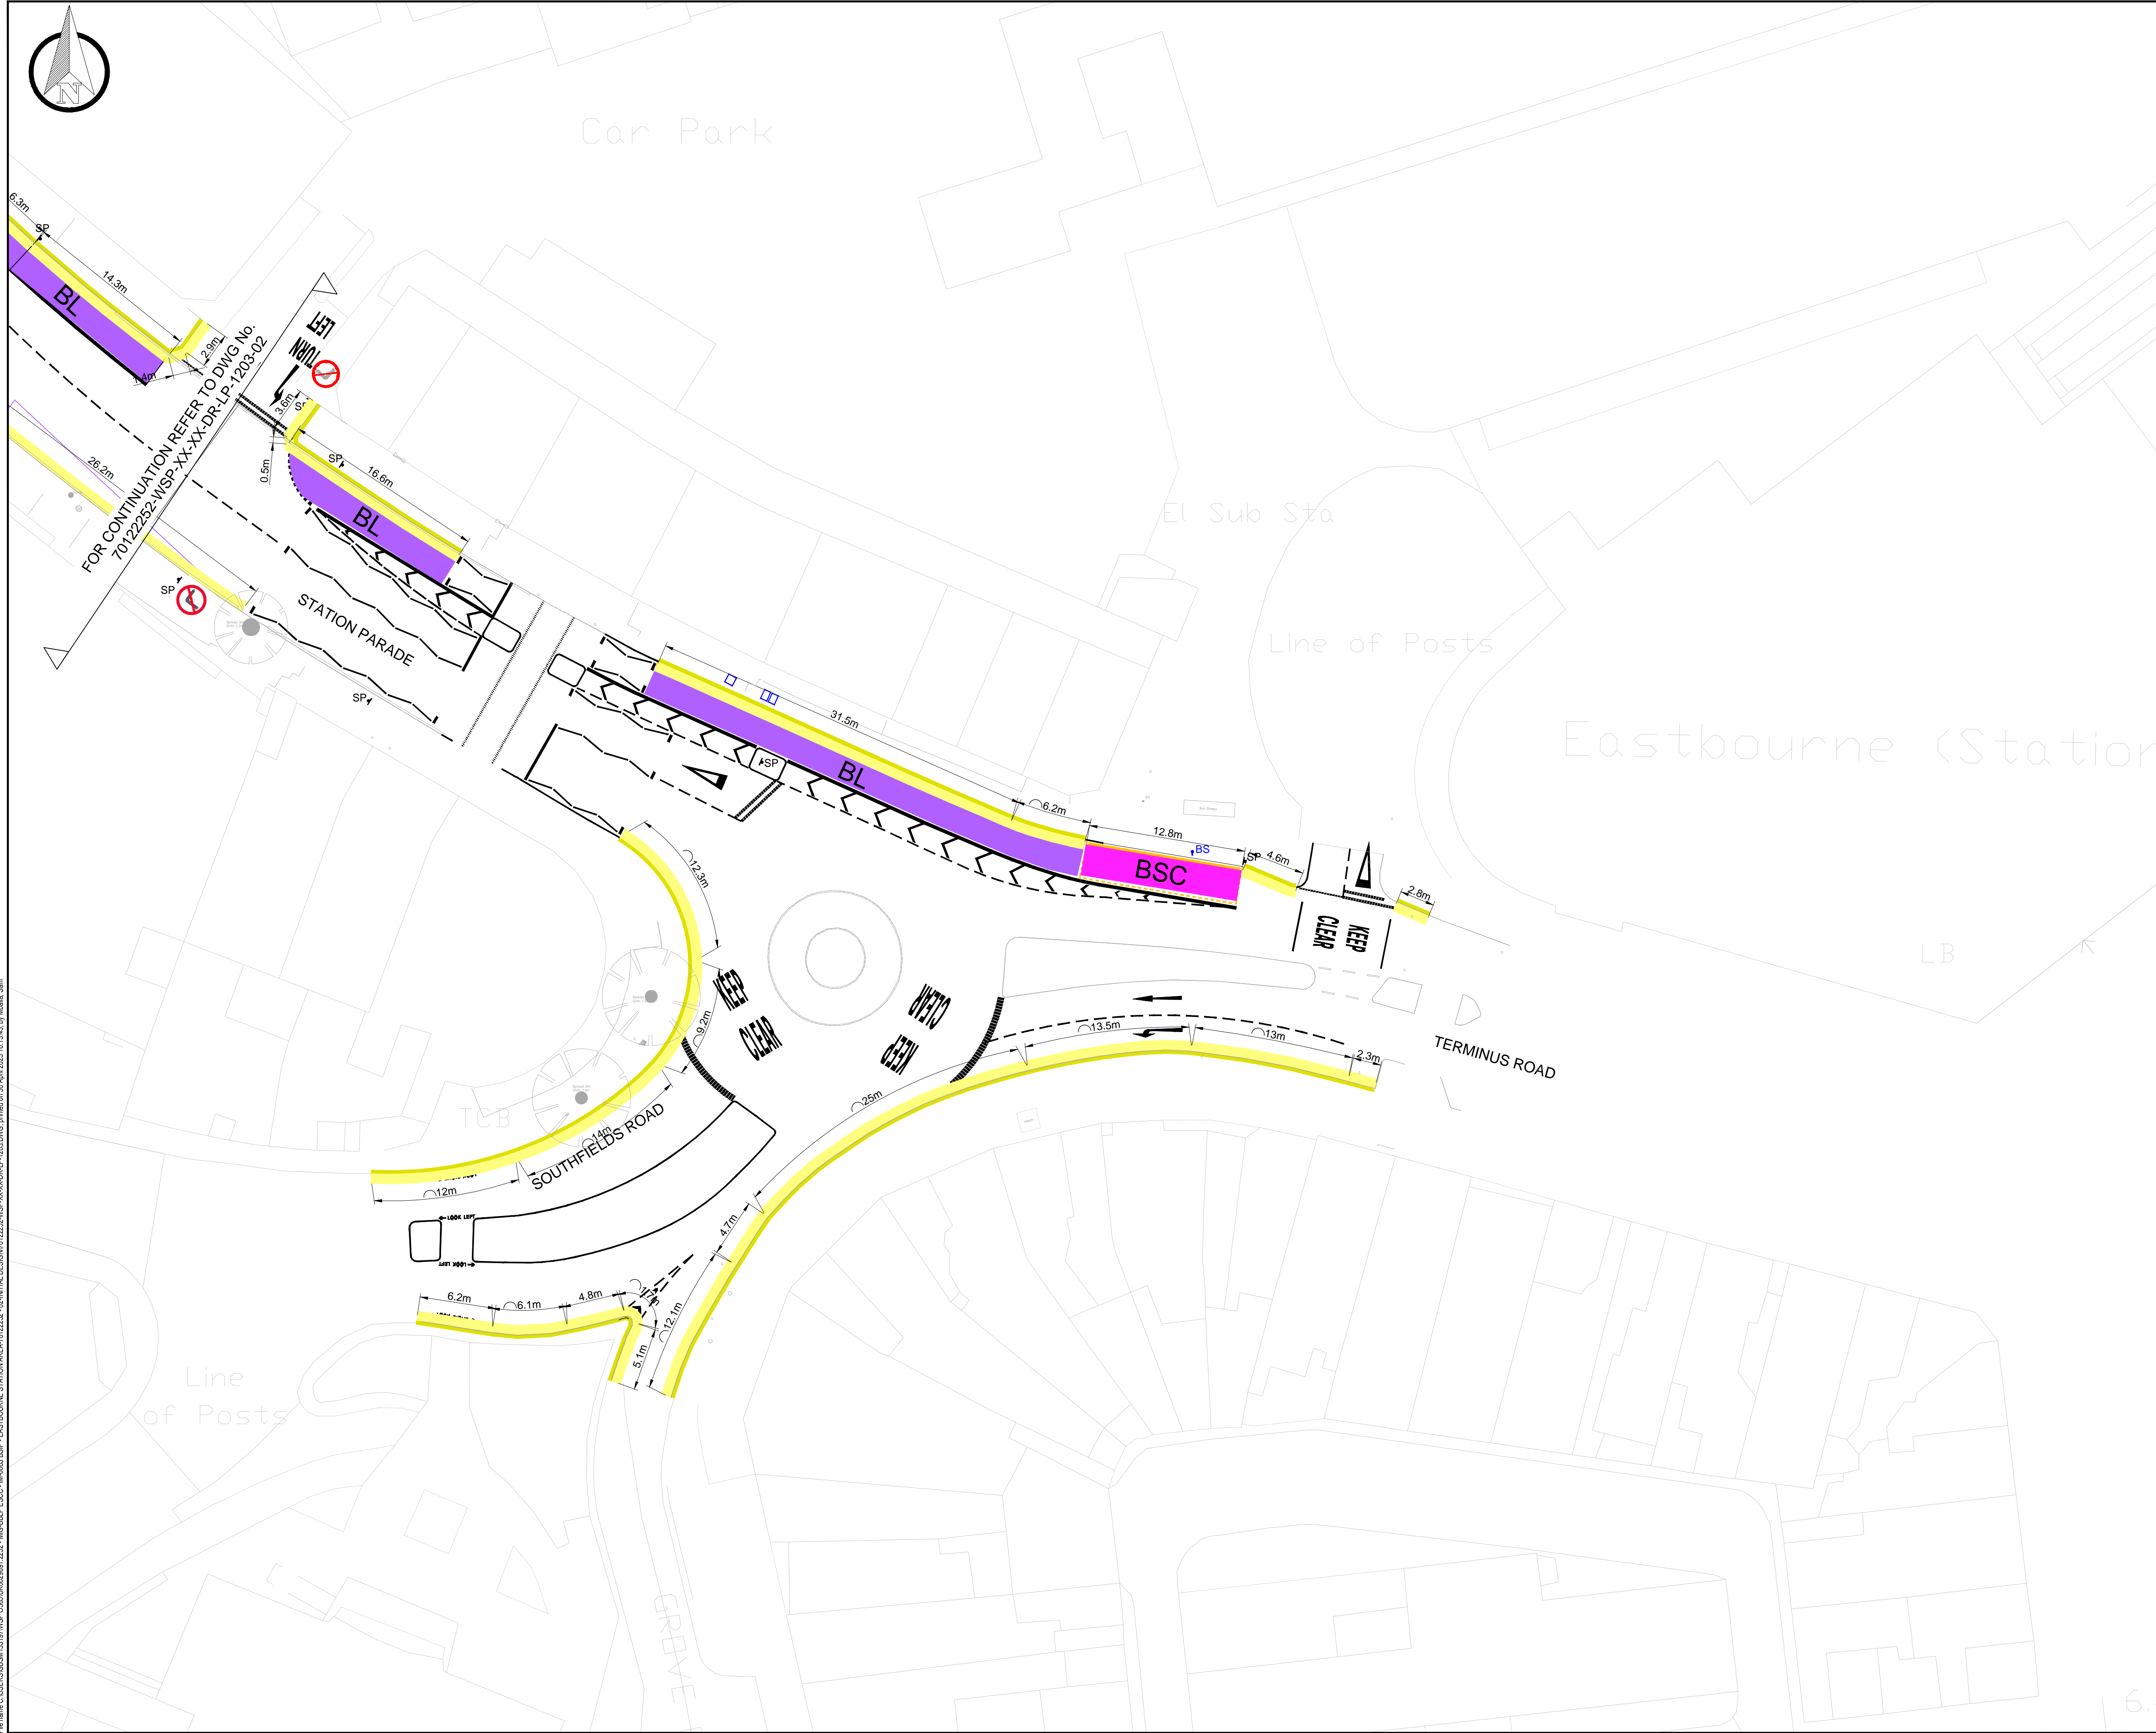 N
Car Park
6.3m
SP
14.3m
BL
2.9m
FOR CONTINUATION REFER TO DWG No.
70122252-WSP-XX-XX-DR-LP-1203-02
TURN
LEFT
3.6m
26.2m
0.5m
SP
16.6m
BL
SP
STATION PARADE
SP
El Sub Sta
Line of Posts
Eastbourne (Station
31.5m
SP
BL
6.2m
12.8m
BS
BSC
SP
4.6m
2.8m
KEEP
CLEAR
LB
12.3m
KEEP
CLEAR
9.2m
KEEP
CLEAR
13.5m
13m
2.3m
TERMINUS ROAD
25m
TCB
14m
SOUTHFIELDS ROAD
12m
LOOK LEFT
LOOK LEFT
4.7m
6.2m
6.1m
4.8m
12.1m
5.1m
Line
of Posts